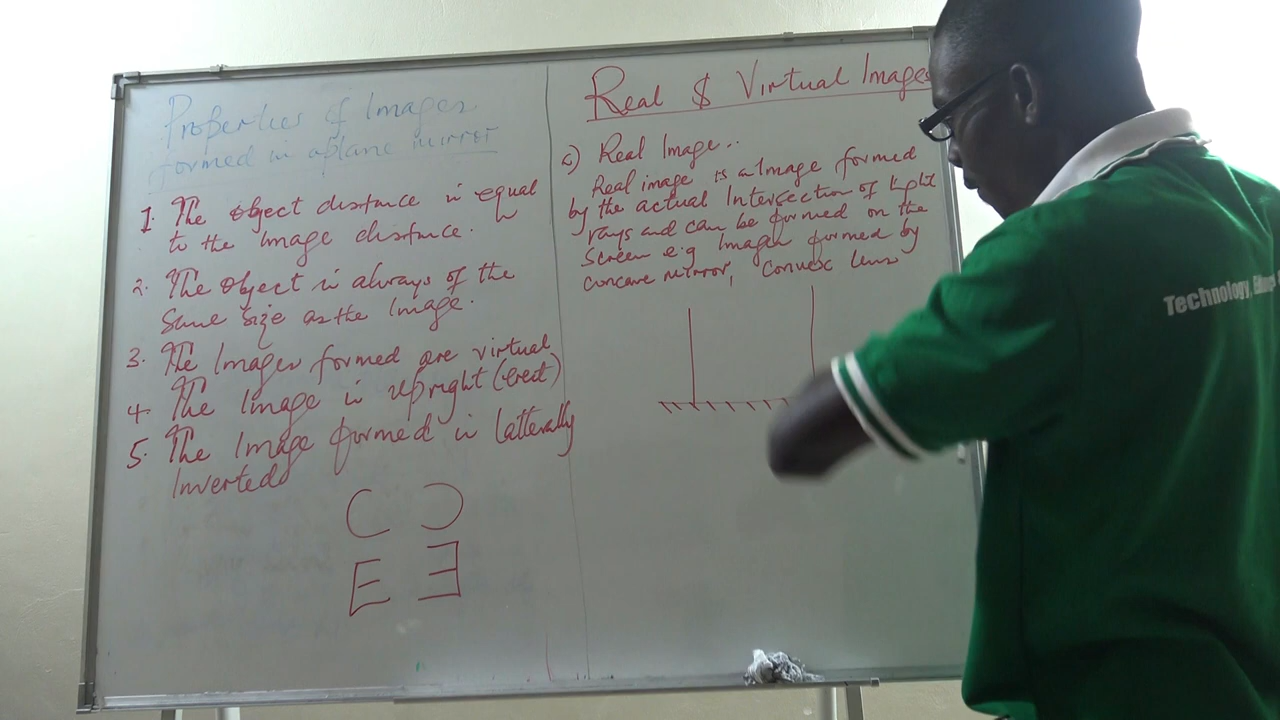 Properties of Images
formed in a plane mirror
1. The object distance is equal
to the Image distance.
2. The object is always of the
same size as the Image.
3. The Images formed are virtual
4. The Image is upright (erect)
5. The Image formed is latterally
Inverted
C Ɔ
E Ǝ
Real & Virtual Images
a) Real Image..
Real image is a Image formed
by the actual Intersection of light
rays and can be formed on the
screen e.g Images formed by
concave mirror, convex lens
Technology,